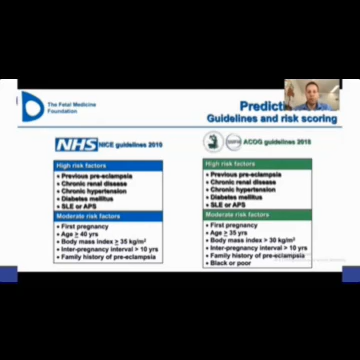 The Fetal Medicine
Foundation
Predicti
Guidelines and risk scoring
NHS NICE guidelines 2019
High risk factors
• Previous pre-eclampsia
• Chronic renal disease
• Chronic hypertension
• Diabetes mellitus
• SLE or APS
Moderate risk factors
• First pregnancy
• Age ≥ 40 yrs
• Body mass index ≥ 35 kg/m²
• Inter-pregnancy interval > 10 yrs
• Family history of pre-eclampsia
ACOG guidelines 2018
High risk factors
• Previous pre-eclampsia
• Chronic renal disease
• Chronic hypertension
• Diabetes mellitus
• SLE or APS
Moderate risk factors
• First pregnancy
• Age ≥ 35 yrs
• Body mass index > 30 kg/m²
• Inter-pregnancy interval > 10 yrs
• Family history of pre-eclampsia
• Black or poor